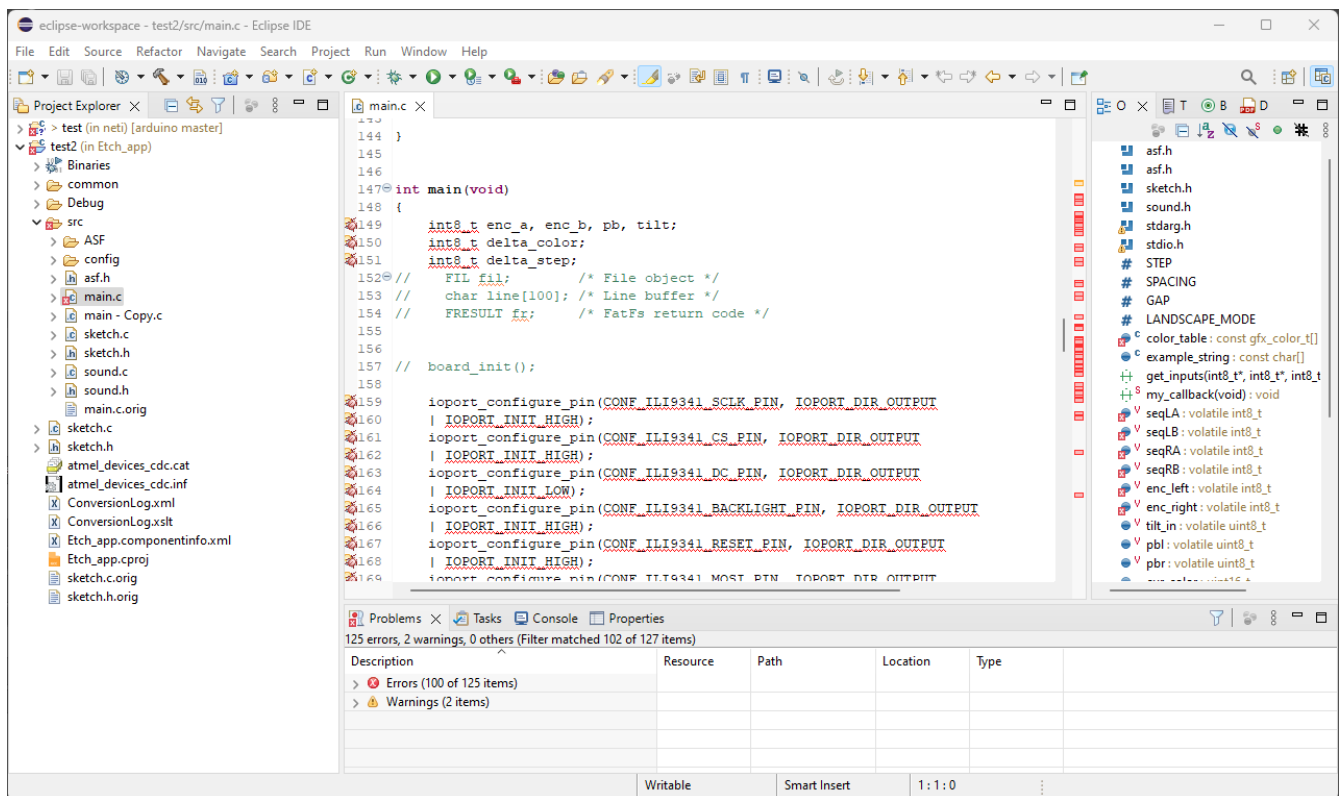 eclipse-workspace - test2/src/main.c - Eclipse IDE
File Edit Source Refactor Navigate Search Project Run Window Help
Project Explorer
> test (in neti) [arduino master]
test2 (in Etch_app)
Binaries
common
Debug
src
ASF
config
asf.h
main.c
main - Copy.c
sketch.c
sketch.h
sound.c
sound.h
main.c.orig
sketch.c
sketch.h
atmel_devices_cdc.cat
atmel_devices_cdc.inf
ConversionLog.xml
ConversionLog.xslt
Etch_app.componentinfo.xml
Etch_app.cproj
sketch.c.orig
sketch.h.orig
main.c
144 }
145
146
147 int main(void)
148 {
149 int8_t enc_a, enc_b, pb, tilt;
150 int8_t delta_color;
151 int8_t delta_step;
152 // FIL fil; /* File object */
153 // char line[100]; /* Line buffer */
154 // FRESULT fr; /* FatFs return code */
155
156
157 // board_init();
158
159 ioport_configure_pin(CONF_ILI9341_SCLK_PIN, IOPORT_DIR_OUTPUT
160 | IOPORT_INIT_HIGH);
161 ioport_configure_pin(CONF_ILI9341_CS_PIN, IOPORT_DIR_OUTPUT
162 | IOPORT_INIT_HIGH);
163 ioport_configure_pin(CONF_ILI9341_DC_PIN, IOPORT_DIR_OUTPUT
164 | IOPORT_INIT_LOW);
165 ioport_configure_pin(CONF_ILI9341_BACKLIGHT_PIN, IOPORT_DIR_OUTPUT
166 | IOPORT_INIT_HIGH);
167 ioport_configure_pin(CONF_ILI9341_RESET_PIN, IOPORT_DIR_OUTPUT
168 | IOPORT_INIT_HIGH);
169 ioport_configure_pin(CONF_ILI9341_MOSI_PIN, IOPORT_DIR_OUTPUT
O T B D
asf.h
asf.h
sketch.h
sound.h
stdarg.h
stdio.h
# STEP
# SPACING
# GAP
# LANDSCAPE_MODE
color_table : const gfx_color_t[]
example_string : const char[]
get_inputs(int8_t*, int8_t*, int8_t
my_callback(void) : void
seqLA : volatile int8_t
seqLB : volatile int8_t
seqRA : volatile int8_t
seqRB : volatile int8_t
enc_left : volatile int8_t
enc_right : volatile int8_t
tilt_in : volatile uint8_t
pbl : volatile uint8_t
pbr : volatile uint8_t
Problems Tasks Console Properties
125 errors, 2 warnings, 0 others (Filter matched 102 of 127 items)
Description Resource Path Location Type
Errors (100 of 125 items)
Warnings (2 items)
Writable Smart Insert 1 : 1 : 0